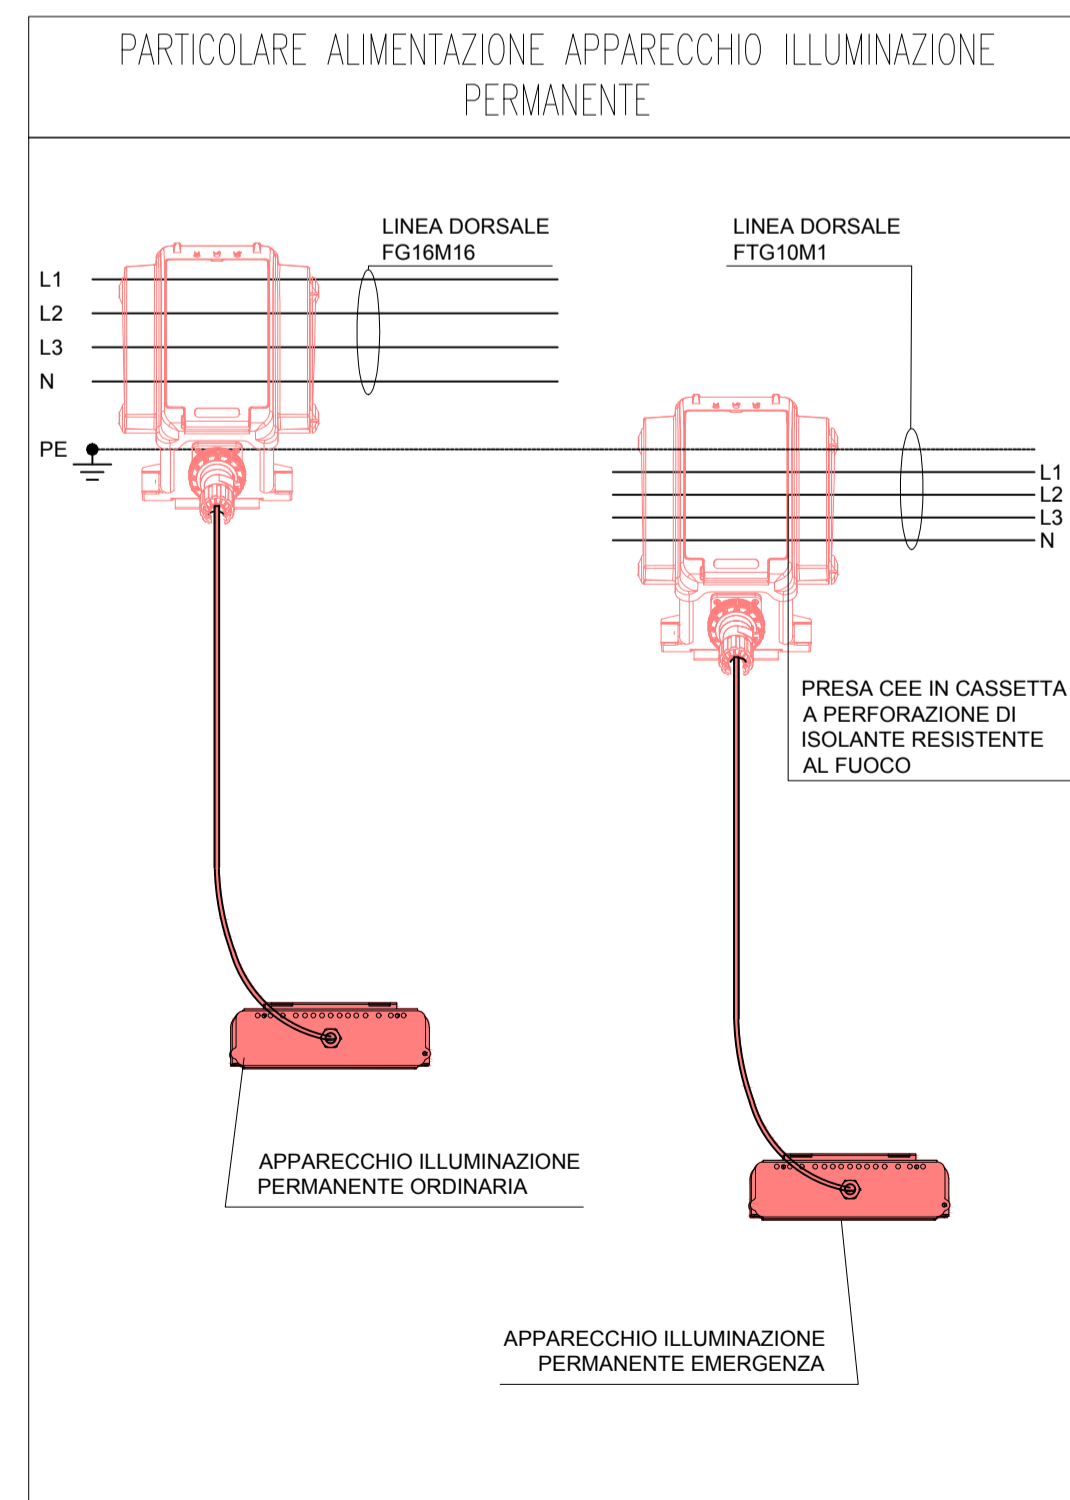 PARTICOLARE ALIMENTAZIONE APPARECCHIO ILLUMINAZIONE
PERMANENTE
LINEA DORSALE
FG16M16
LINEA DORSALE
FTG10M1
L1
L2
L3
N
PE
L1
L2
L3
N
PRESA CEE IN CASSETTA
A PERFORAZIONE DI
ISOLANTE RESISTENTE
AL FUOCO
APPARECCHIO ILLUMINAZIONE
PERMANENTE ORDINARIA
APPARECCHIO ILLUMINAZIONE
PERMANENTE EMERGENZA